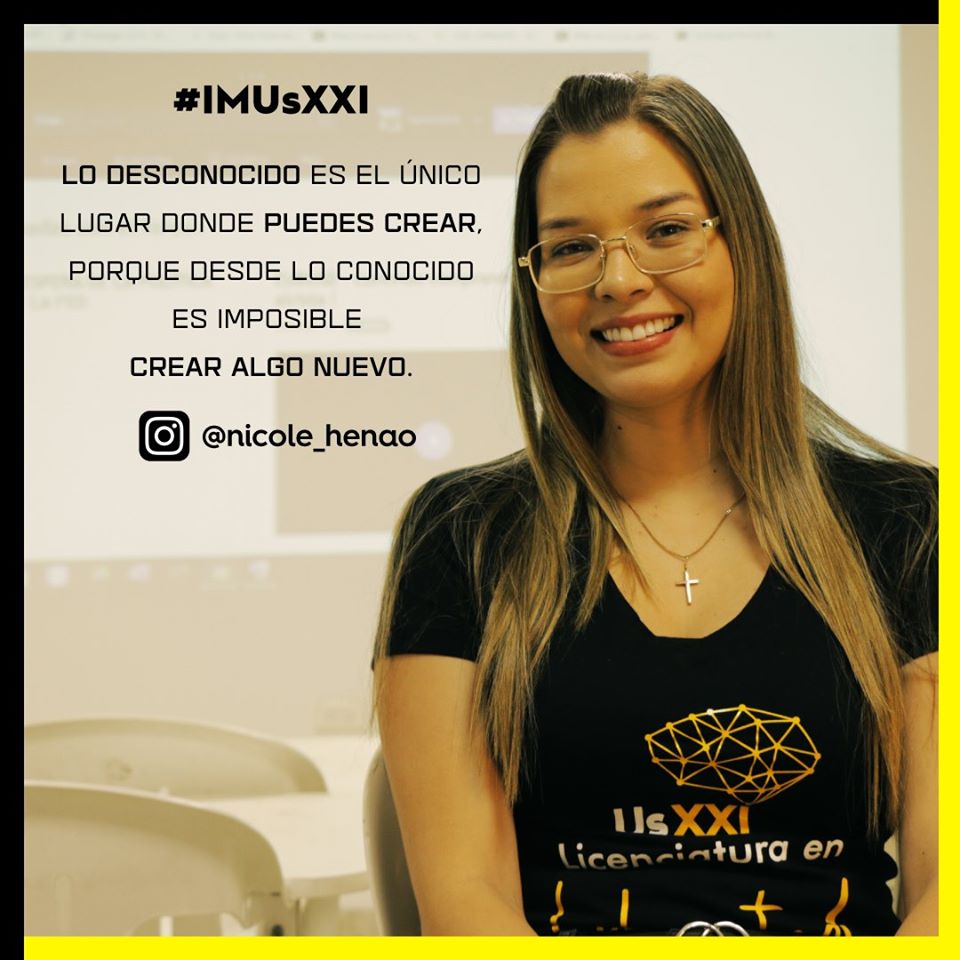 #IMUsXXI
LO DESCONOCIDO ES EL ÚNICO
LUGAR DONDE PUEDES CREAR,
PORQUE DESDE LO CONOCIDO
ES IMPOSIBLE
CREAR ALGO NUEVO.
@nicole_henao
UsXXI
Licenciatura en